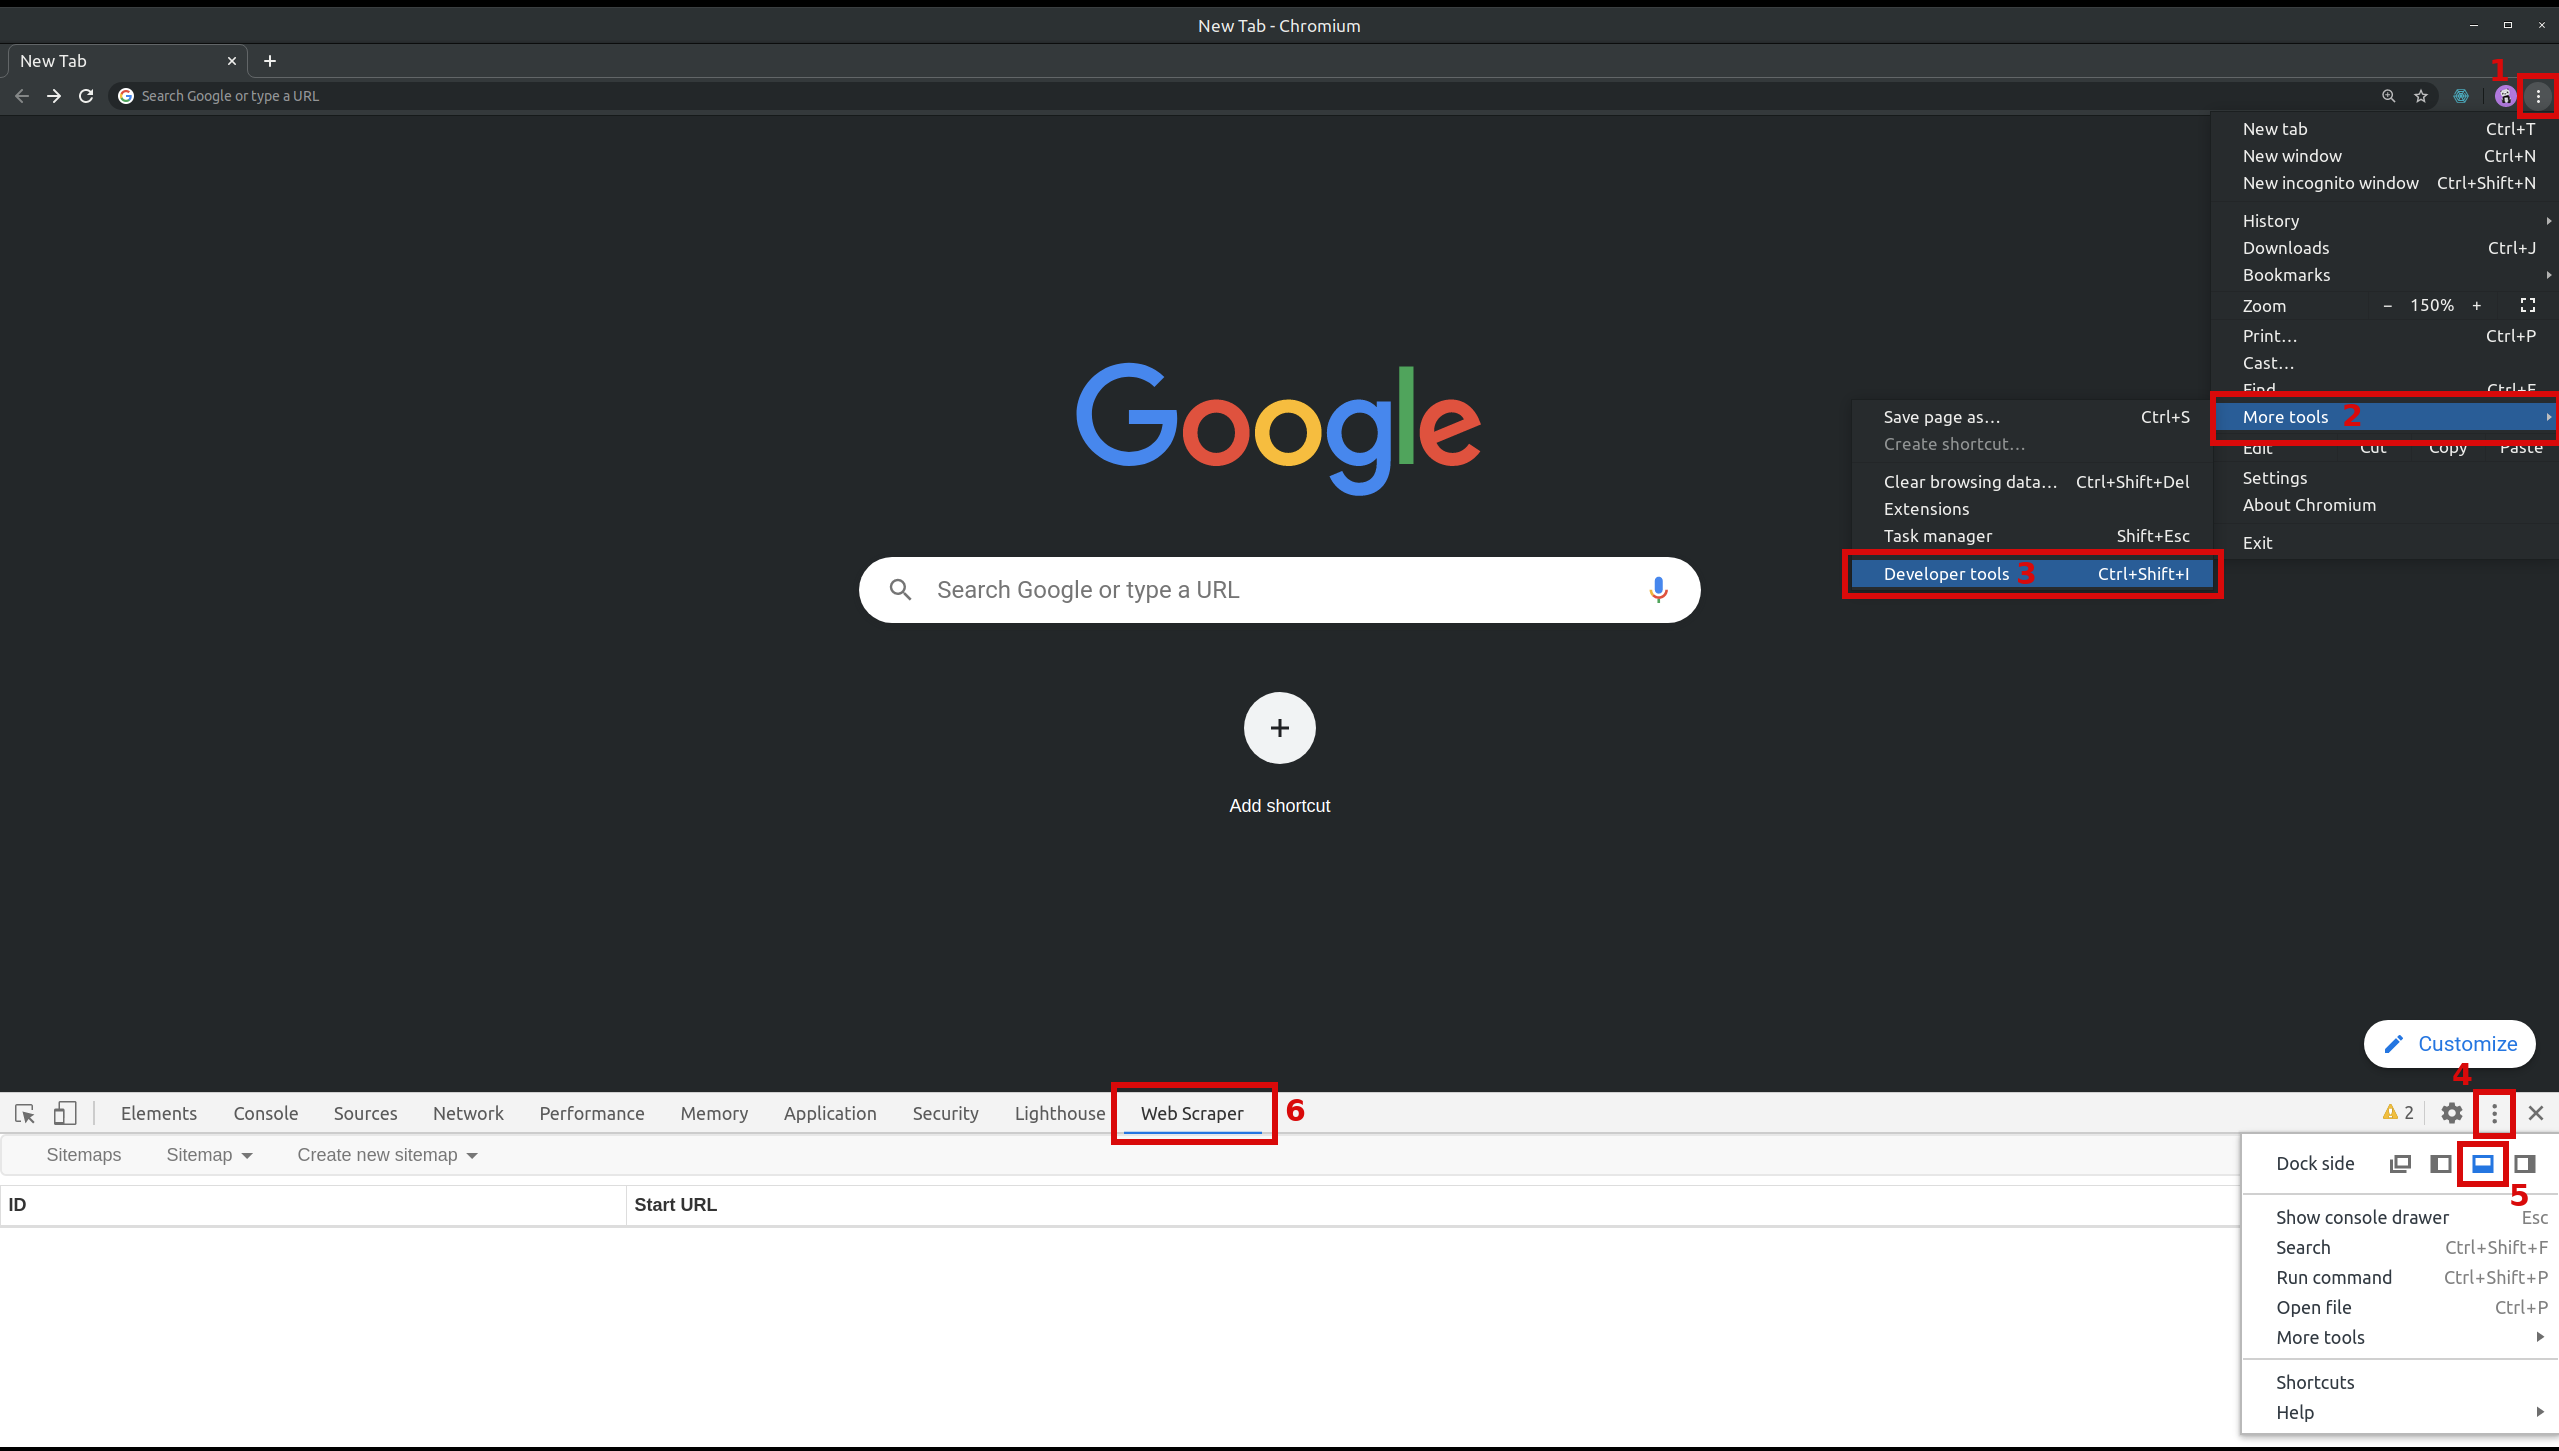 New Tab - Chromium
New Tab
1
Search Google or type a URL
New tab Ctrl+T
New window Ctrl+N
New incognito window Ctrl+Shift+N
History
Downloads Ctrl+J
Bookmarks
Zoom − 150% +
Print... Ctrl+P
Cast...
Find Ctrl+F
More tools 2
Edit Cut Copy Paste
Settings
About Chromium
Exit
Save page as... Ctrl+S
Create shortcut...
Clear browsing data... Ctrl+Shift+Del
Extensions
Task manager Shift+Esc
Developer tools 3 Ctrl+Shift+I
Google
Search Google or type a URL
Add shortcut
Customize
4
Elements Console Sources Network Performance Memory Application Security Lighthouse Web Scraper 6 2
Sitemaps Sitemap Create new sitemap
ID Start URL
Dock side
5
Show console drawer Esc
Search Ctrl+Shift+F
Run command Ctrl+Shift+P
Open file Ctrl+P
More tools
Shortcuts
Help